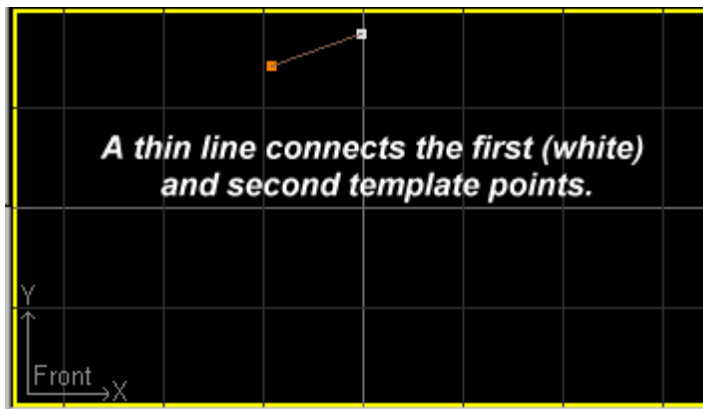 A thin line connects the first (white)
and second template points.
Y
Front
X